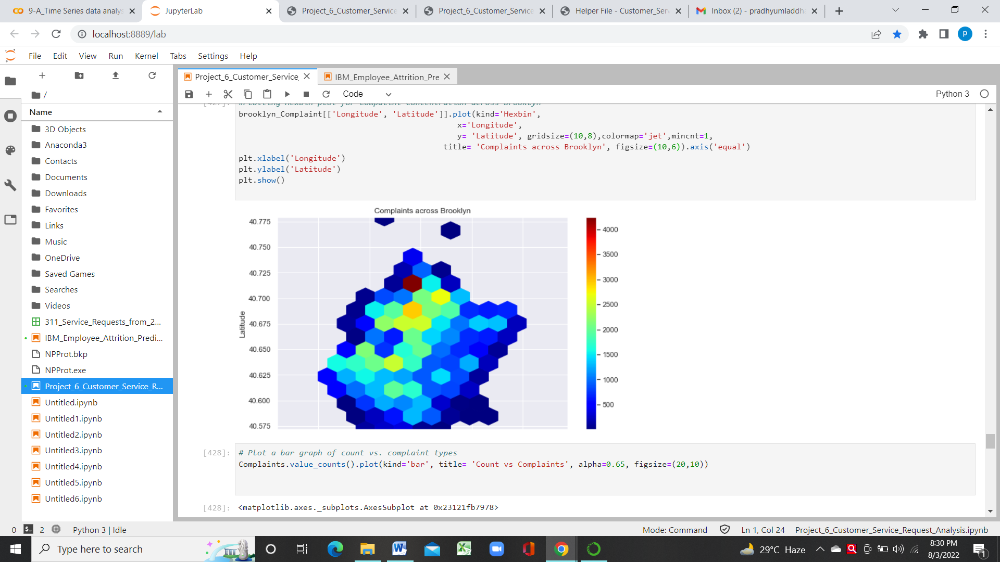 9-A_Time Series data analys
JupyterLab
Project_6_Customer_Service
Project_6_Customer_Service
Helper File - Customer_Serv
Inbox (2) - pradhyumladdh
localhost:8889/lab
P
File Edit View Run Kernel Tabs Settings Help
Project_6_Customer_Service_
IBM_Employee_Attrition_Pre
/
Code
Python 3
Name
3D Objects
Anaconda3
Contacts
Documents
Downloads
Favorites
Links
Music
OneDrive
Saved Games
Searches
Videos
311_Service_Requests_from_2...
IBM_Employee_Attrition_Predi...
NPProt.bkp
NPProt.exe
Project_6_Customer_Service_R...
Untitled.ipynb
Untitled1.ipynb
Untitled2.ipynb
Untitled3.ipynb
Untitled4.ipynb
Untitled5.ipynb
Untitled6.ipynb
[427]:
brooklyn_Complaint[['Longitude', 'Latitude']].plot(kind='Hexbin',
x='Longitude',
y= 'Latitude', gridsize=(10,8),colormap='jet',mincnt=1,
title= 'Complaints across Brooklyn', figsize=(10,6)).axis('equal')
plt.xlabel('Longitude')
plt.ylabel('Latitude')
plt.show()
Complaints across Brooklyn
40.775
40.750
40.725
40.700
40.675
40.650
40.625
40.600
40.575
Latitude
4000
3500
3000
2500
2000
1500
1000
500
[428]:
# Plot a bar graph of count vs. complaint types
Complaints.value_counts().plot(kind='bar', title= 'Count vs Complaints', alpha=0.65, figsize=(20,10))
[428]:
<matplotlib.axes._subplots.AxesSubplot at 0x23121fb7978>
0
2
Python 3 | Idle
Mode: Command
Ln 1, Col 24
Project_6_Customer_Service_Request_Analysis.ipynb
Type here to search
29°C Haze
8:30 PM
8/3/2022
1